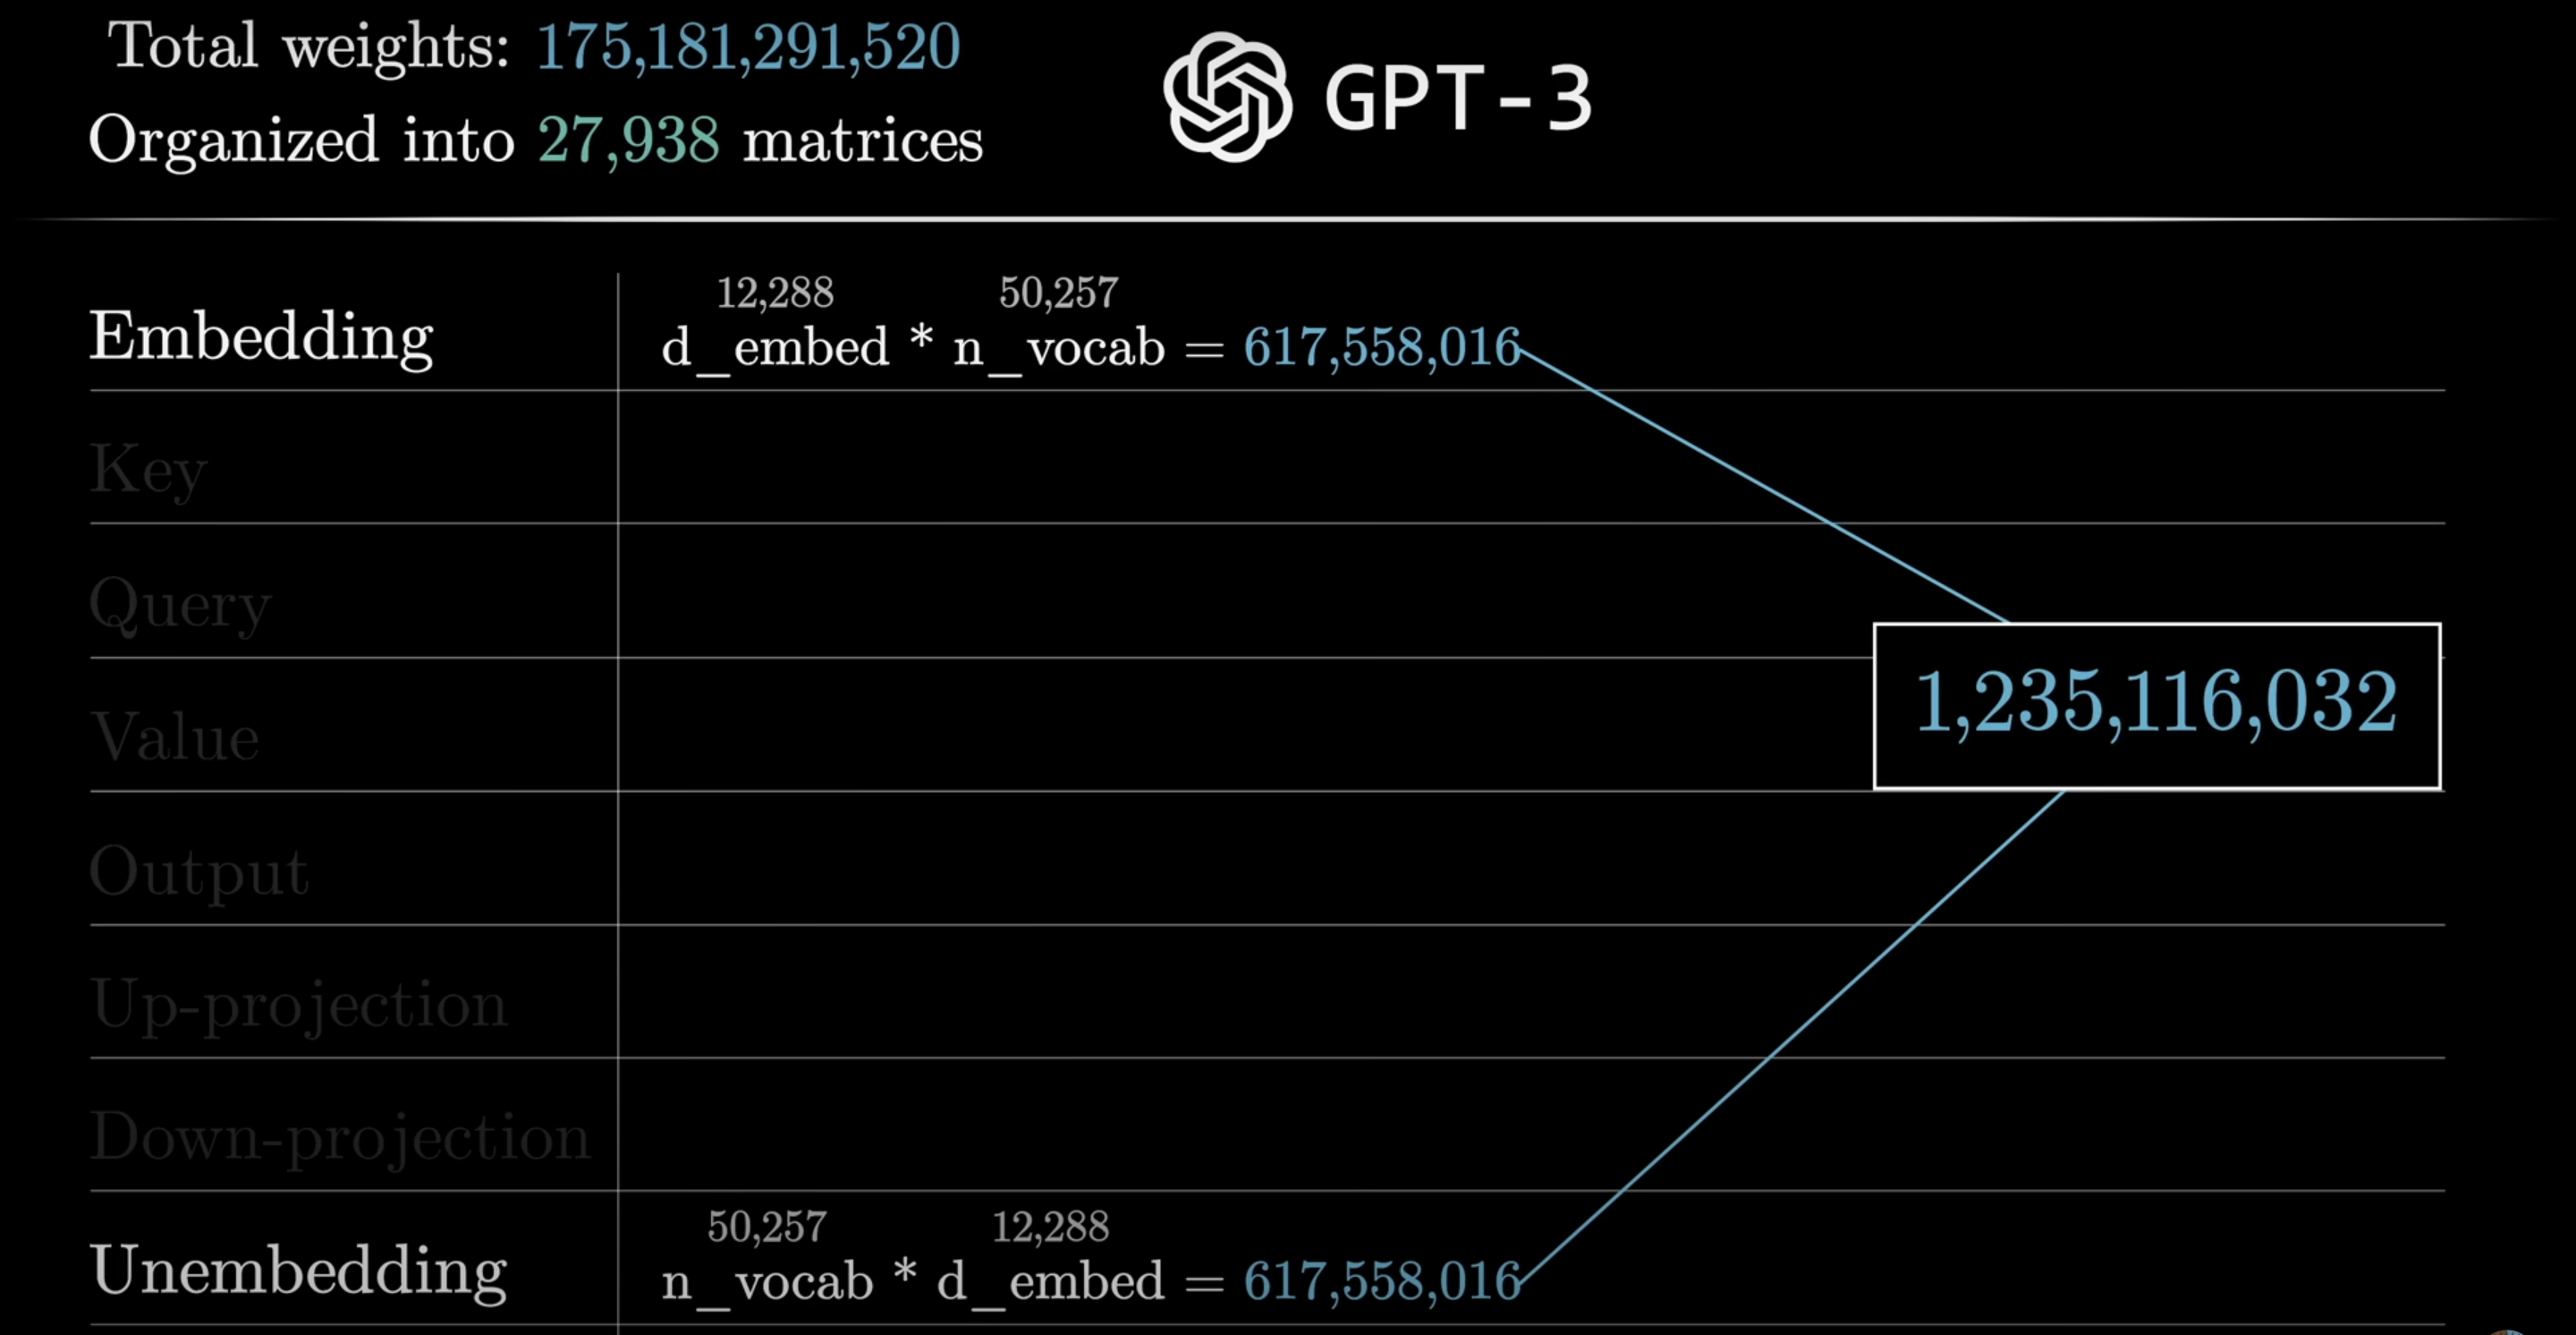 Total weights: 175,181,291,520
Organized into 27,938 matrices
GPT-3
12,288 50,257
Embedding d_embed * n_vocab = 617,558,016
Key
Query
Value
1,235,116,032
Output
Up-projection
Down-projection
50,257 12,288
Unembedding n_vocab * d_embed = 617,558,016